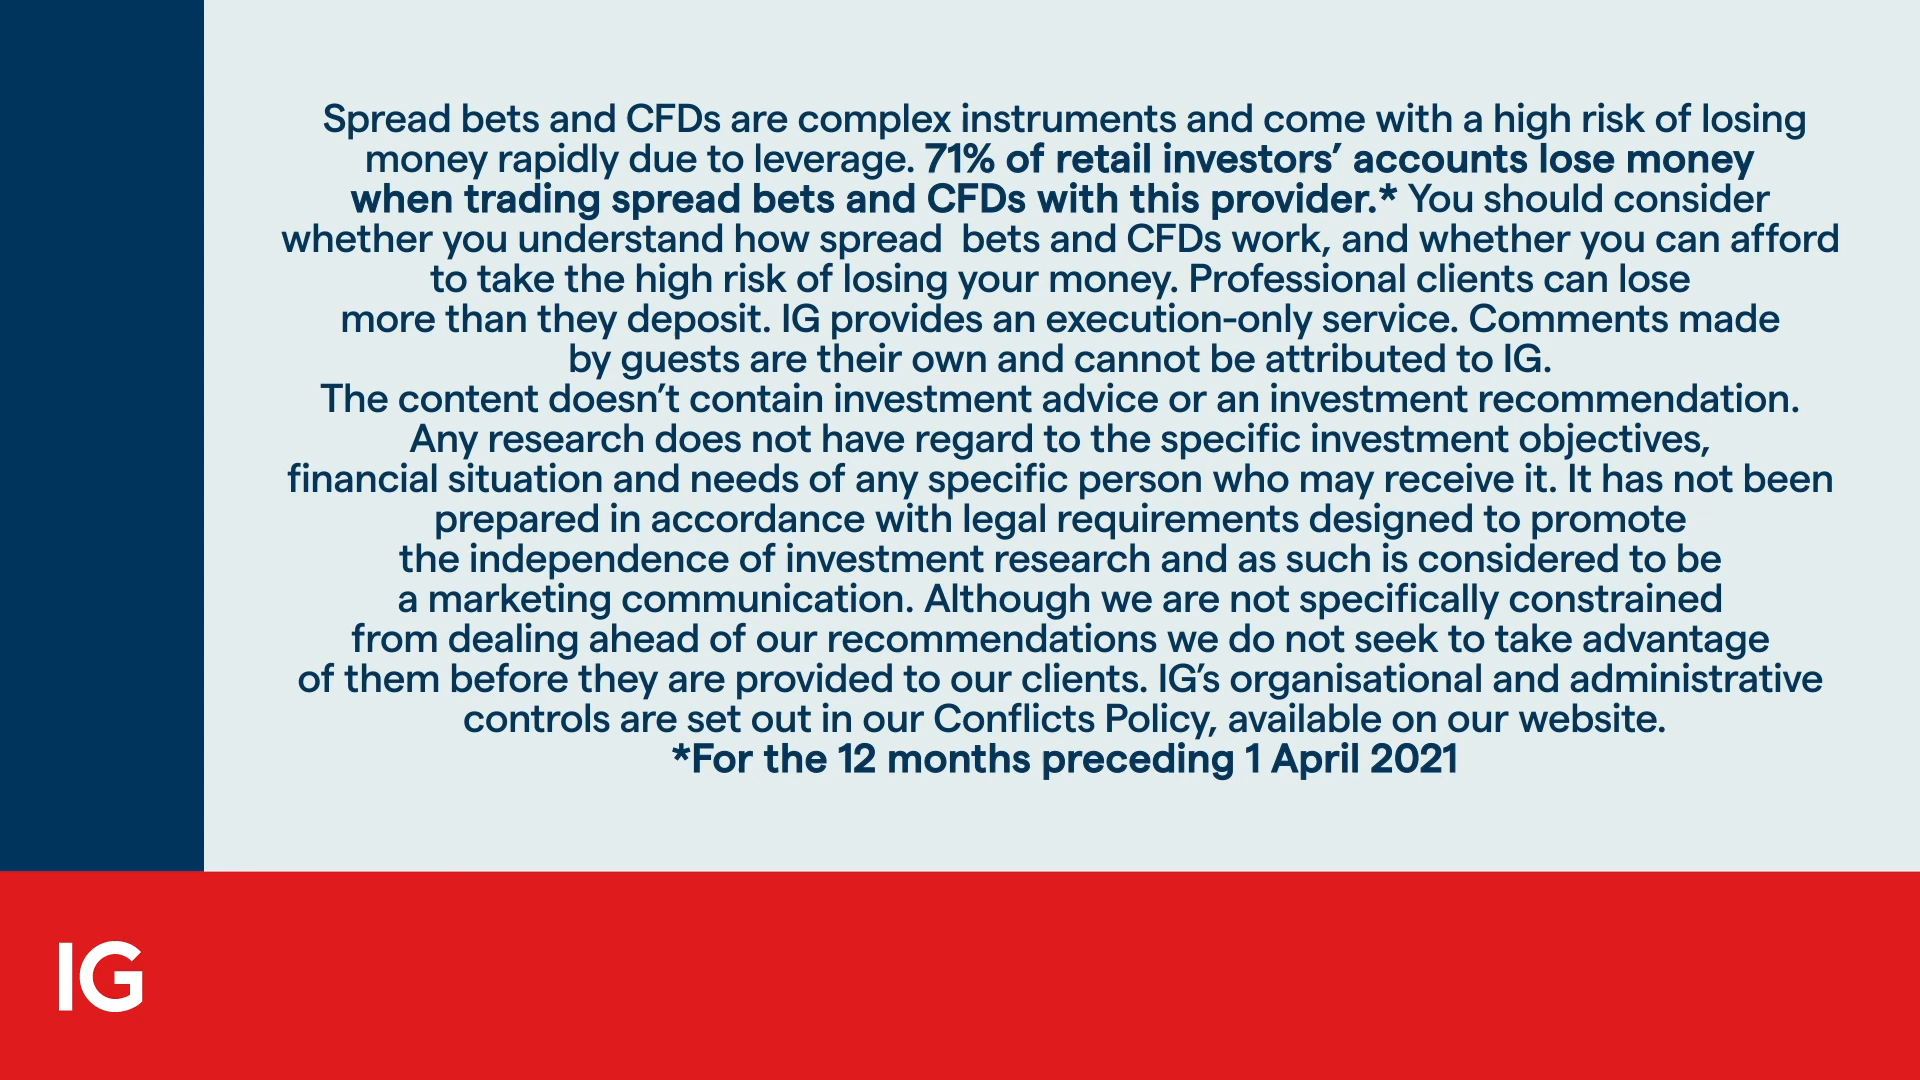 Spread bets and CFDs are complex instruments and come with a high risk of losing
money rapidly due to leverage. 71% of retail investors’ accounts lose money
when trading spread bets and CFDs with this provider.* You should consider
whether you understand how spread  bets and CFDs work, and whether you can afford
to take the high risk of losing your money. Professional clients can lose
more than they deposit. IG provides an execution-only service. Comments made
by guests are their own and cannot be attributed to IG.
The content doesn’t contain investment advice or an investment recommendation.
Any research does not have regard to the specific investment objectives,
financial situation and needs of any specific person who may receive it. It has not been
prepared in accordance with legal requirements designed to promote
the independence of investment research and as such is considered to be
a marketing communication. Although we are not specifically constrained
from dealing ahead of our recommendations we do not seek to take advantage
of them before they are provided to our clients. IG’s organisational and administrative
controls are set out in our Conflicts Policy, available on our website.
*For the 12 months preceding 1 April 2021
IG